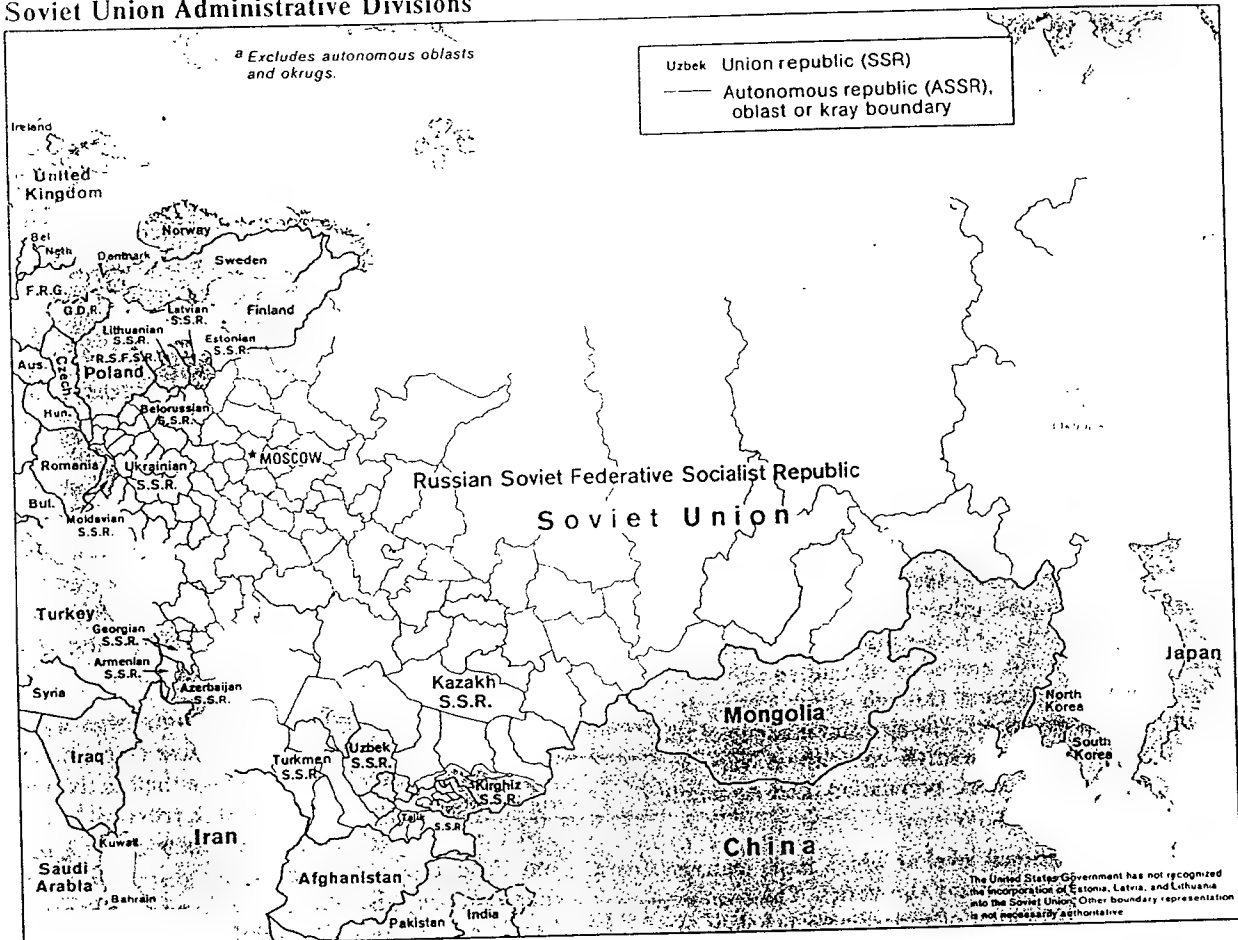 Soviet Union Administrative Divisions
a Excludes autonomous oblasts
and okrugs.
Uzbek Union republic (SSR)
Autonomous republic (ASSR),
oblast or kray boundary
Ireland
United
Kingdom
Norway
Bel
Neth
Denmark
Sweden
F.R.G.
G.D.R.
Latvian
S.S.R.
Finland
Lithuanian
S.S.R.
Estonian
S.S.R.
R.S.F.S.R.
Aus.
Czech
Poland
Hun.
Belorussian
S.S.R.
MOSCOW
Romania
Ukrainian
S.S.R.
Russian Soviet Federative Socialist Republic
Soviet Union
Bul.
Moldavian
S.S.R.
Turkey
Georgian
S.S.R.
Armenian
S.S.R.
Azerbaijan
S.S.R.
Syria
Kazakh
S.S.R.
Japan
Mongolia
North
Korea
South
Korea
Iraq
Turkmen
S.S.R.
Uzbek
S.S.R.
Kirghiz
S.S.R.
S.S.R.
Kuwait
Iran
China
Saudi
Arabia
Afghanistan
Bahrain
Pakistan
India
The United States Government has not recognized
the incorporation of Estonia, Latvia, and Lithuania
into the Soviet Union. Other boundary representation
is not necessarily authoritative